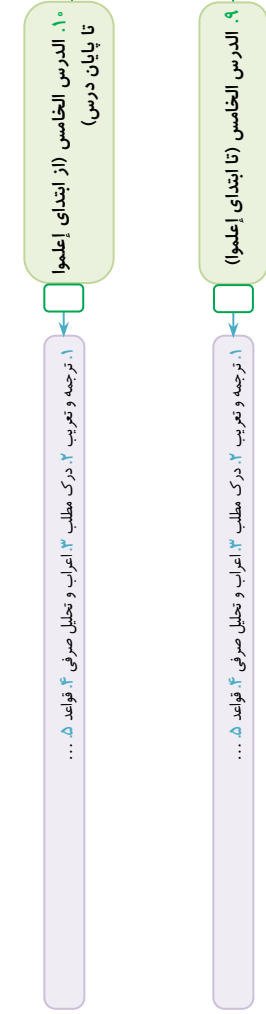 ۹. الدرس الخامس (تا ابتدای إعلموا)
۱. ترجمه و تعریب ۲. درک مطلب ۳. اعراب و تحلیل صرفی ۴. قواعد ۵. ...
۱۰. الدرس الخامس (از ابتدای إعلموا
تا پایان درس)
۱. ترجمه و تعریب ۲. درک مطلب ۳. اعراب و تحلیل صرفی ۴. قواعد ۵. ...